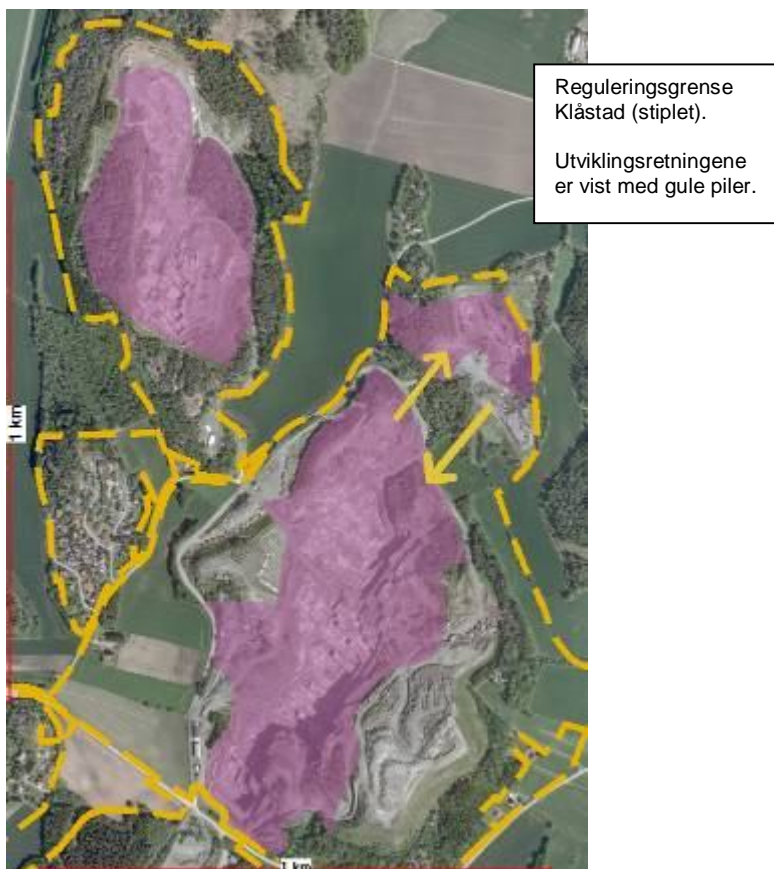 Reguleringsgrense
Klåstad (stiplet).
Utviklingsretningene
er vist med gule piler.
1 km
1 km